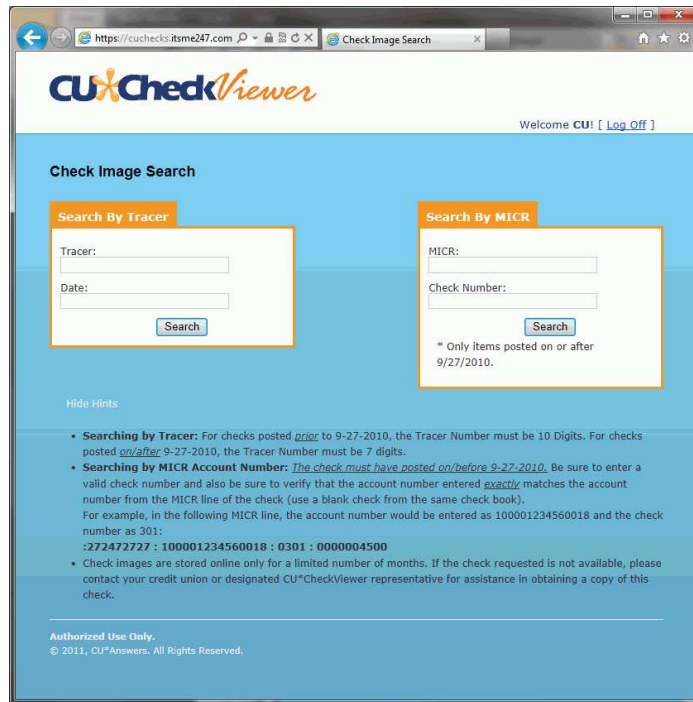 https://cuchecks.itsme247.com
Check Image Search
CU*CheckViewer
Welcome CU! [ Log Off ]
Check Image Search
Search By Tracer
Tracer:
Date:
Search
Search By MICR
MICR:
Check Number:
Search
* Only items posted on or after
9/27/2010.
Hide Hints
• Searching by Tracer: For checks posted prior to 9-27-2010, the Tracer Number must be 10 Digits. For checks
posted on/after 9-27-2010, the Tracer Number must be 7 digits.
• Searching by MICR Account Number: The check must have posted on/before 9-27-2010. Be sure to enter a
valid check number and also be sure to verify that the account number entered exactly matches the account
number from the MICR line of the check (use a blank check from the same check book).
For example, in the following MICR line, the account number would be entered as 100001234560018 and the check
number as 301:
:272472727 : 100001234560018 : 0301 : 0000004500
• Check images are stored online only for a limited number of months. If the check requested is not available, please
contact your credit union or designated CU*CheckViewer representative for assistance in obtaining a copy of this
check.
Authorized Use Only.
© 2011, CU*Answers. All Rights Reserved.